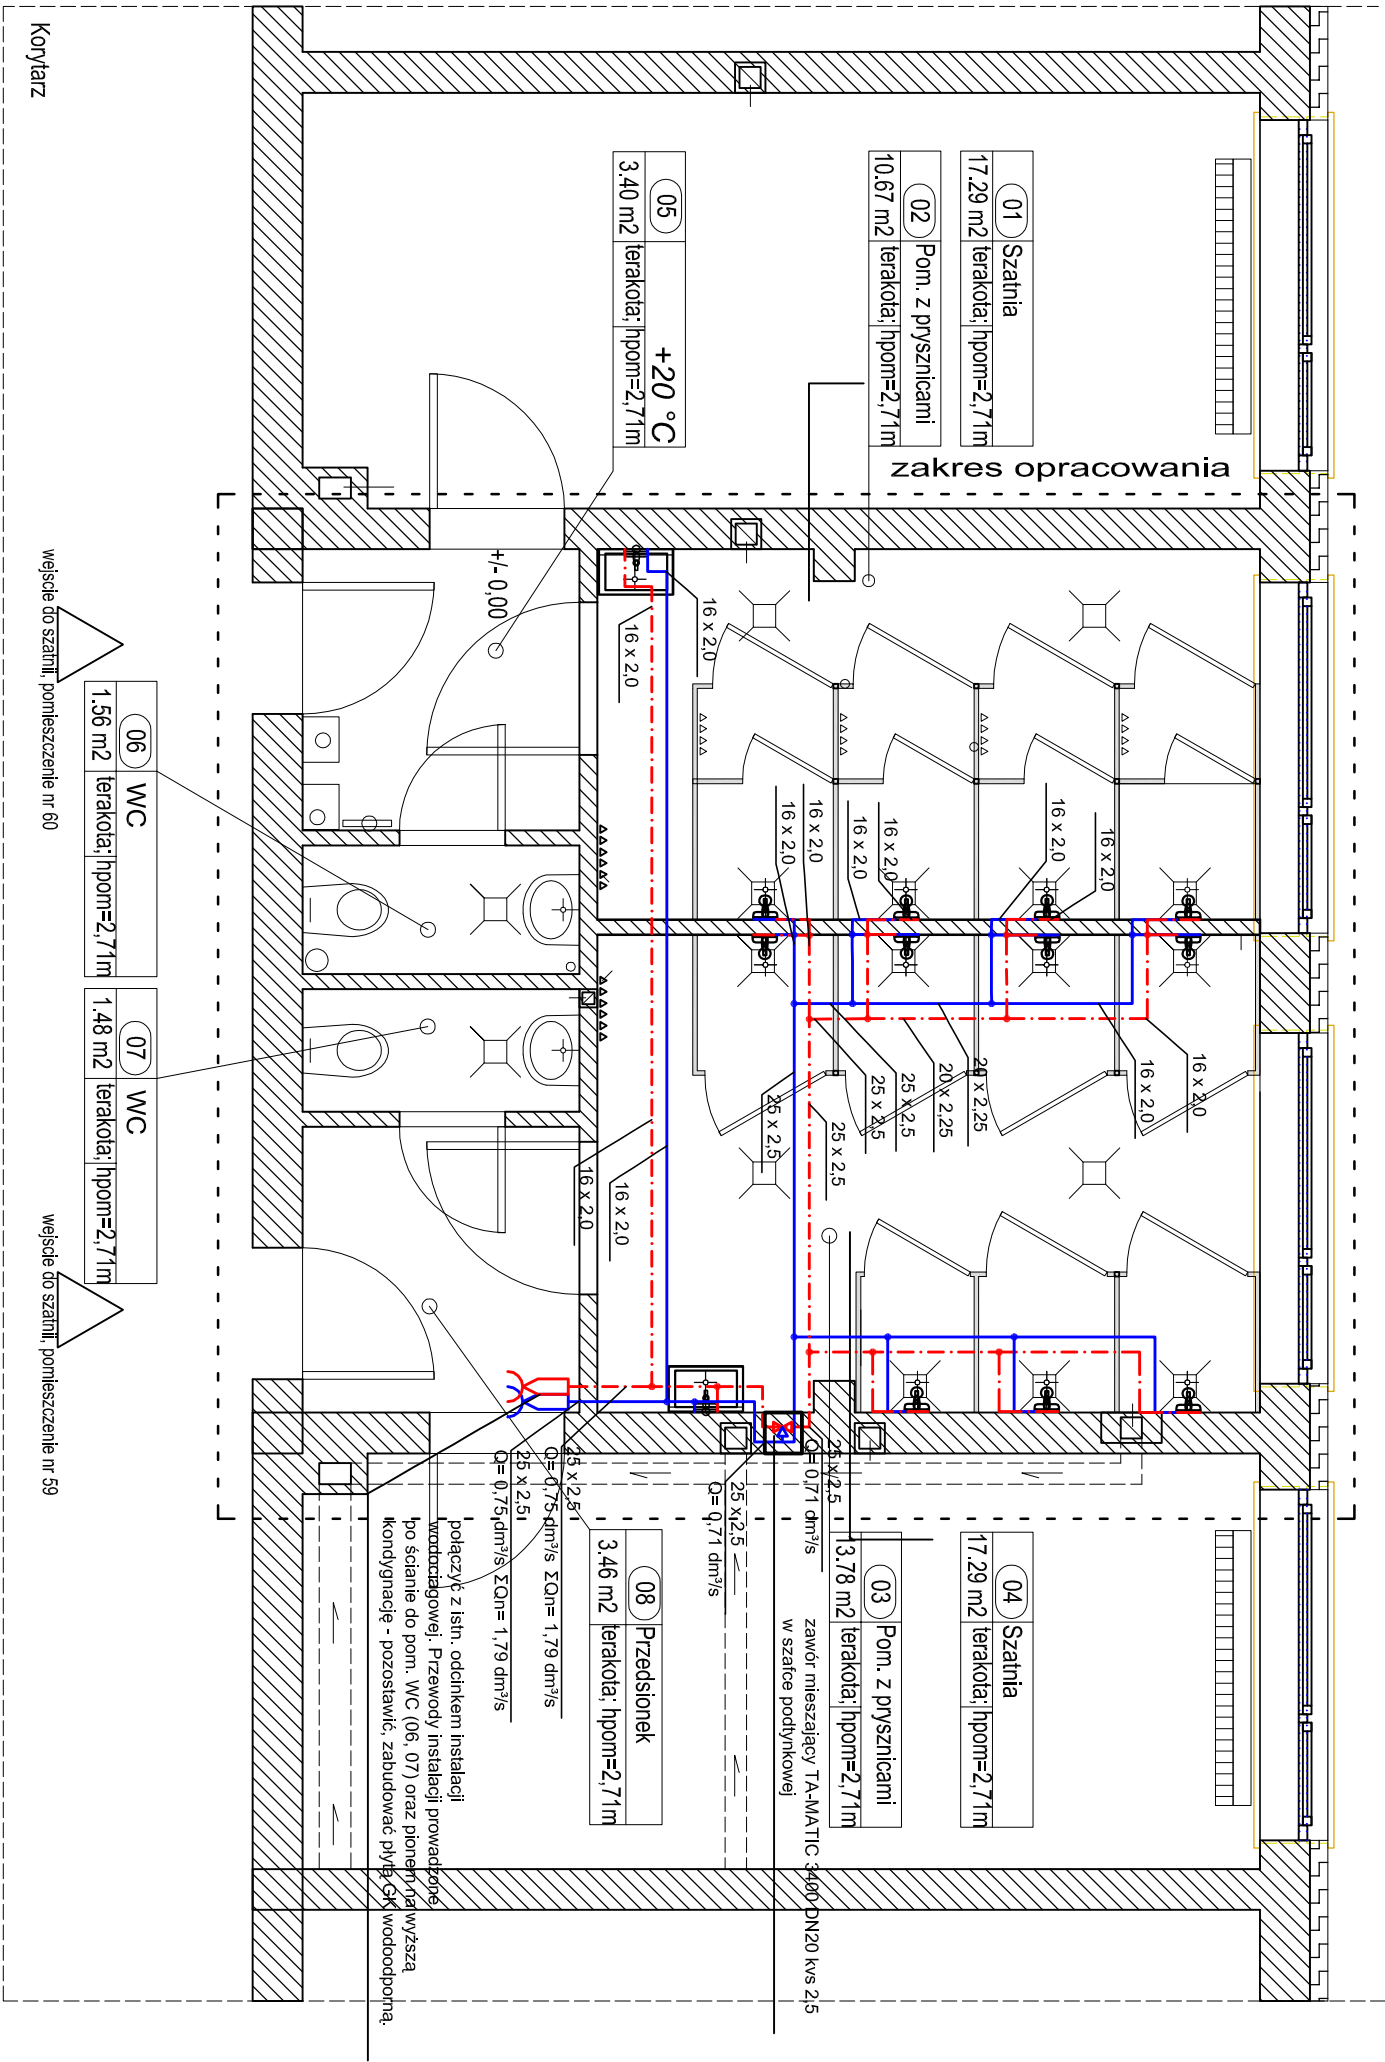 Korytarz
01 Szatnia
17.29 m2 terakota; hpom=2,71m
02 Pom. z prysznicami
10.67 m2 terakota; hpom=2,71m
05 +20 °C
3.40 m2 terakota; hpom=2,71m
zakres opracowania
+/- 0,00
16 x 2,0
16 x 2,0
wejscie do szatnii, pomieszczenie nr 60
06 WC
1.56 m2 terakota; hpom=2,71m
07 WC
1.48 m2 terakota; hpom=2,71m
wejscie do szatnii, pomieszczenie nr 59
16 x 2,0
16 x 2,0
16 x 2,0
16 x 2,0
16 x 2,0
16 x 2,0
16 x 2,0
16 x 2,0
20 x 2,25
20 x 2,25
25 x 2,5
25 x 2,5
25 x 2,5
25 x 2,5
16 x 2,0
16 x 2,0
25 x 2,5
Q= 0,71 dm³/s
25 x 2,5
Q= 0,71 dm³/s
25 x 2,5
Q= 0,75 dm³/s ΣQn= 1,79 dm³/s
25 x 2,5
Q= 0,75 dm³/s ΣQn= 1,79 dm³/s
04 Szatnia
17.29 m2 terakota; hpom=2,71m
03 Pom. z prysznicami
13.78 m2 terakota; hpom=2,71m
zawór mieszający TA-MATIC 3400 DN20 kvs 2,5
w szafce podtynkowej
08 Przedsionek
3.46 m2 terakota; hpom=2,71m
połączyć z istn. odcinkem instalacji
wodociągowej. Przewody instalacji prowadzone
po ścianie do pom. WC (06, 07) oraz pionem na wyższą
kondygnację - pozostawić, zabudować płytą GK wodoodporną.